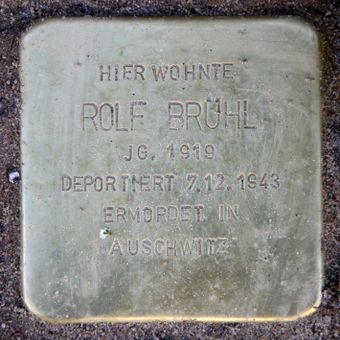 HIER WOHNTE
ROLF BRÜHL
JG. 1919
DEPORTIERT 7.12.1943
ERMORDET IN
AUSCHWITZ